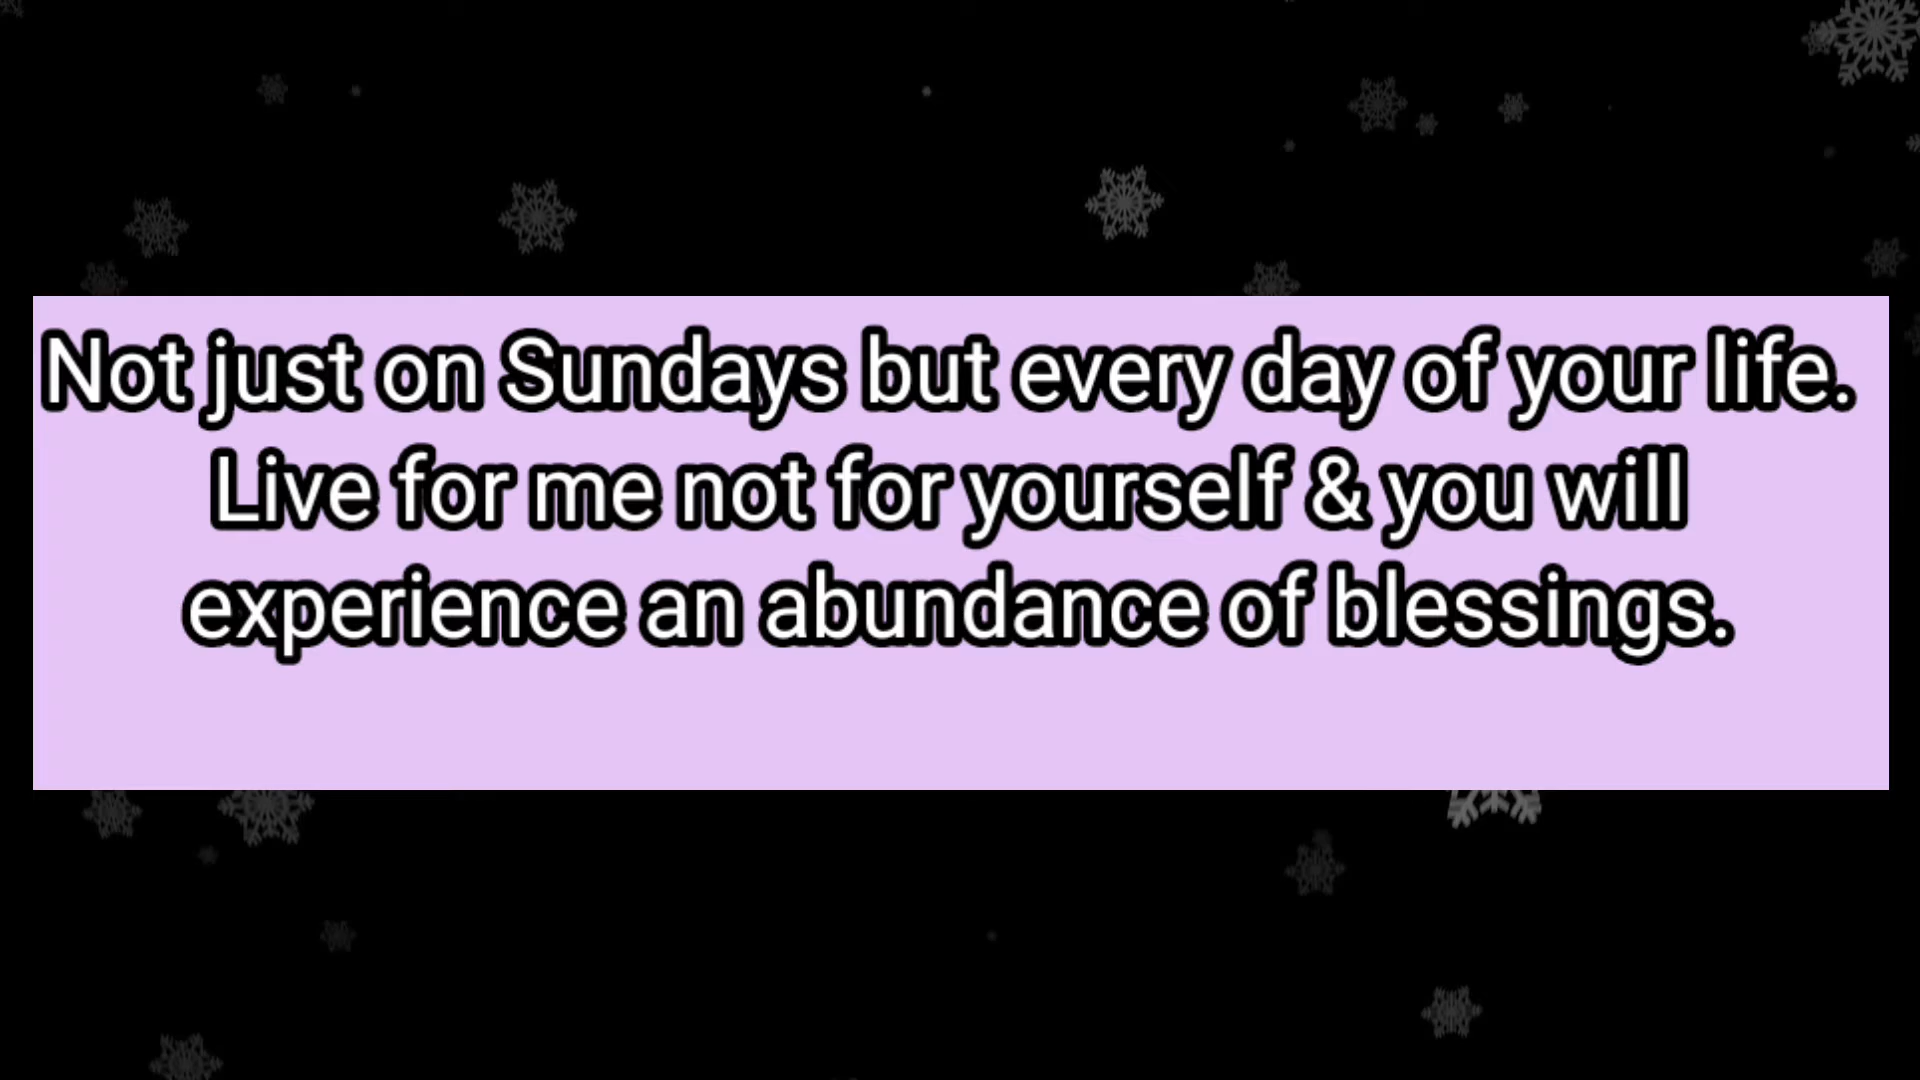 Not just on Sundays but every day of your life.
Live for me not for yourself & you will
experience an abundance of blessings.